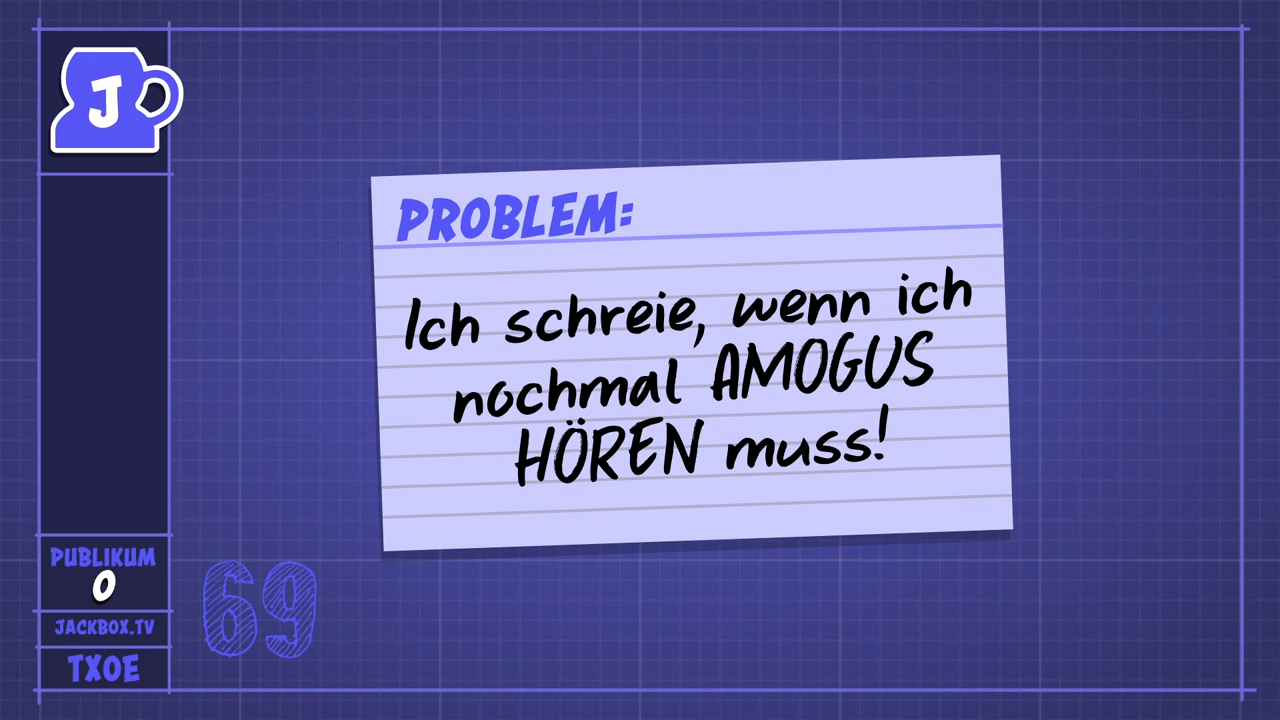 J
PROBLEM:
Ich schreie, wenn ich
nochmal AMOGUS
HÖREN muss!
PUBLIKUM
0
JACKBOX.TV
TXOE
69